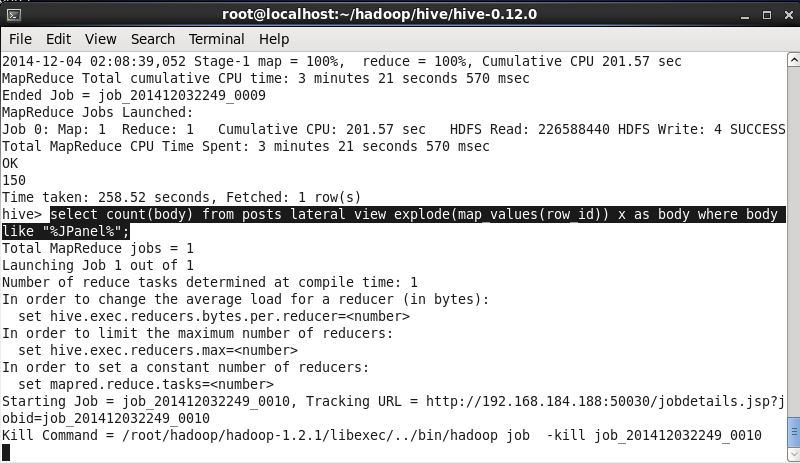 root@localhost:~/hadoop/hive/hive-0.12.0
File Edit View Search Terminal Help
2014-12-04 02:08:39,052 Stage-1 map = 100%,  reduce = 100%, Cumulative CPU 201.57 sec
MapReduce Total cumulative CPU time: 3 minutes 21 seconds 570 msec
Ended Job = job_201412032249_0009
MapReduce Jobs Launched:
Job 0: Map: 1  Reduce: 1   Cumulative CPU: 201.57 sec   HDFS Read: 226588440 HDFS Write: 4 SUCCESS
Total MapReduce CPU Time Spent: 3 minutes 21 seconds 570 msec
OK
150
Time taken: 258.52 seconds, Fetched: 1 row(s)
hive> select count(body) from posts lateral view explode(map_values(row_id)) x as body where body
like "%JPanel%";
Total MapReduce jobs = 1
Launching Job 1 out of 1
Number of reduce tasks determined at compile time: 1
In order to change the average load for a reducer (in bytes):
  set hive.exec.reducers.bytes.per.reducer=<number>
In order to limit the maximum number of reducers:
  set hive.exec.reducers.max=<number>
In order to set a constant number of reducers:
  set mapred.reduce.tasks=<number>
Starting Job = job_201412032249_0010, Tracking URL = http://192.168.184.188:50030/jobdetails.jsp?j
obid=job_201412032249_0010
Kill Command = /root/hadoop/hadoop-1.2.1/libexec/../bin/hadoop job  -kill job_201412032249_0010